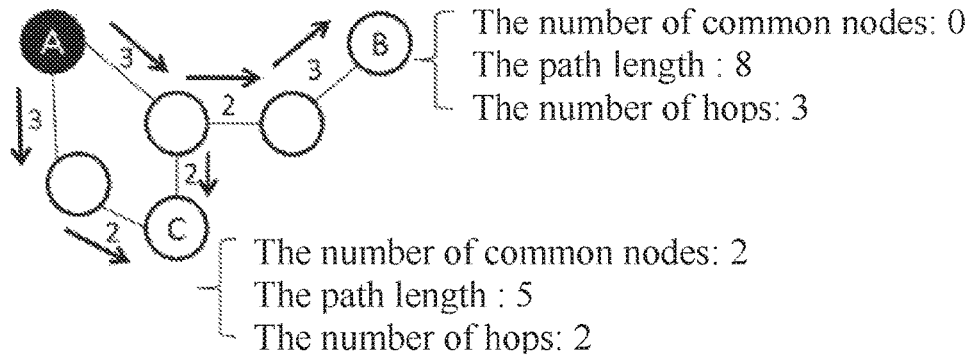 A
3
3
B
The number of common nodes: 0
The path length : 8
The number of hops: 3
3
2
2
2
C
The number of common nodes: 2
The path length : 5
The number of hops: 2